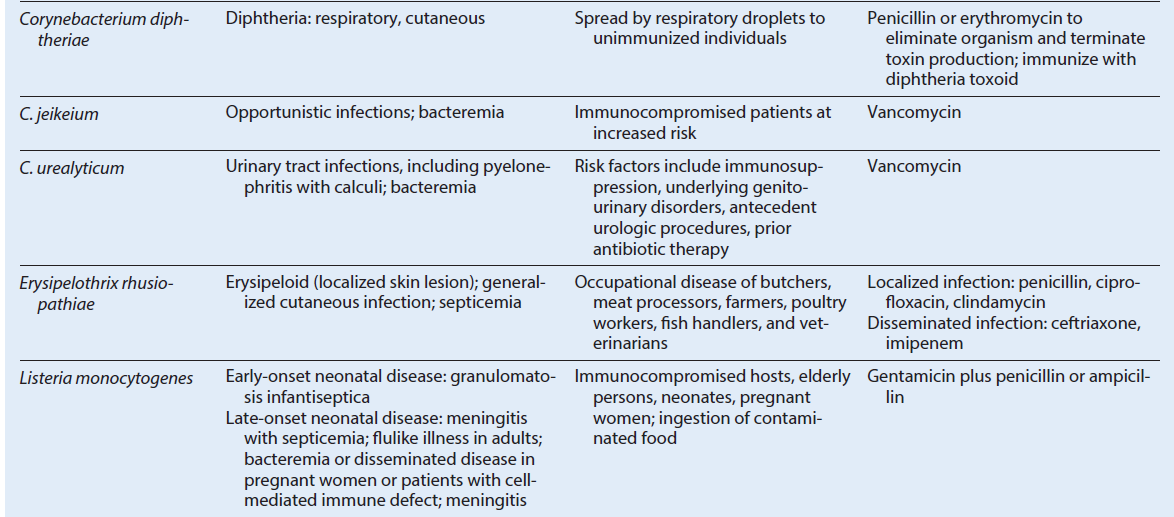 Corynebacterium diph-
theriae
Diphtheria: respiratory, cutaneous
Spread by respiratory droplets to
unimmunized individuals
Penicillin or erythromycin to
eliminate organism and terminate
toxin production; immunize with
diphtheria toxoid
C. jeikeium
Opportunistic infections; bacteremia
Immunocompromised patients at
increased risk
Vancomycin
C. urealyticum
Urinary tract infections, including pyelone-
phritis with calculi; bacteremia
Risk factors include immunosup-
pression, underlying genito-
urinary disorders, antecedent
urologic procedures, prior
antibiotic therapy
Vancomycin
Erysipelothrix rhusio-
pathiae
Erysipeloid (localized skin lesion); general-
ized cutaneous infection; septicemia
Occupational disease of butchers,
meat processors, farmers, poultry
workers, fish handlers, and vet-
erinarians
Localized infection: penicillin, cipro-
floxacin, clindamycin
Disseminated infection: ceftriaxone,
imipenem
Listeria monocytogenes
Early-onset neonatal disease: granulomato-
sis infantiseptica
Late-onset neonatal disease: meningitis
with septicemia; flulike illness in adults;
bacteremia or disseminated disease in
pregnant women or patients with cell-
mediated immune defect; meningitis
Immunocompromised hosts, elderly
persons, neonates, pregnant
women; ingestion of contami-
nated food
Gentamicin plus penicillin or ampicil-
lin